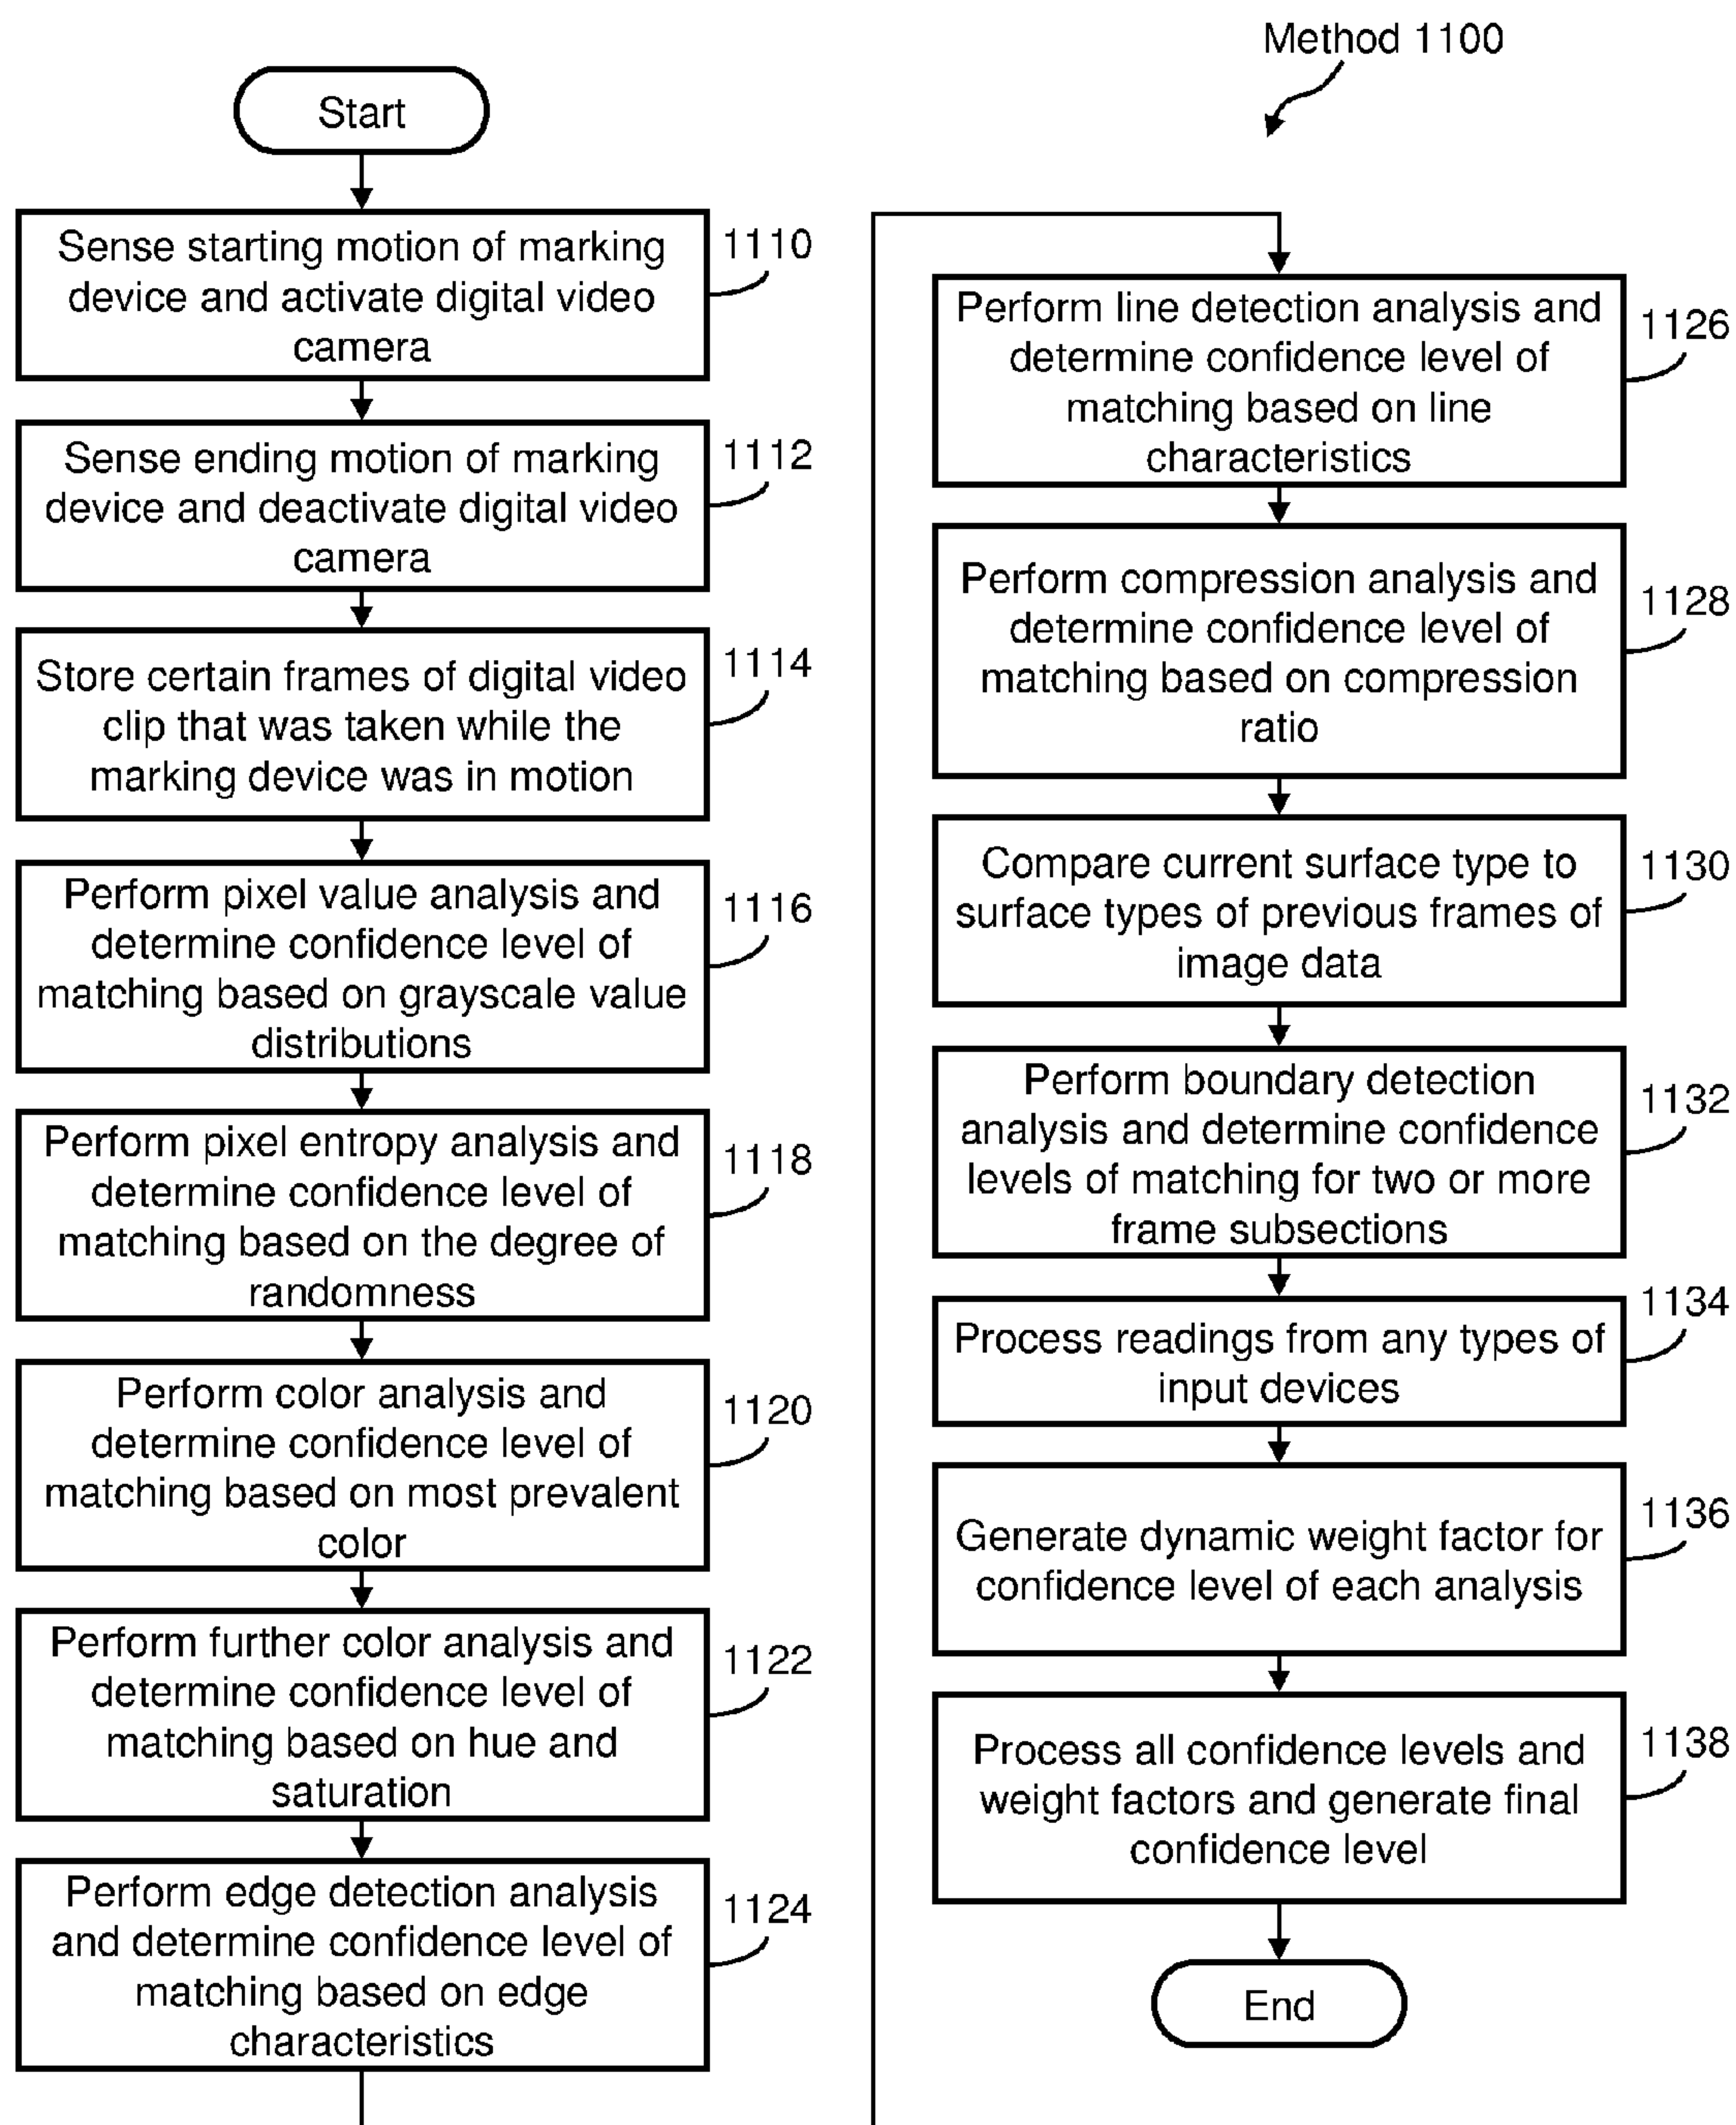 Method 1100
Start
Sense starting motion of marking
device and activate digital video
camera
1110
Sense ending motion of marking
device and deactivate digital video
camera
1112
Store certain frames of digital video
clip that was taken while the
marking device was in motion
1114
Perform pixel value analysis and
determine confidence level of
matching based on grayscale value
distributions
1116
Perform pixel entropy analysis and
determine confidence level of
matching based on the degree of
randomness
1118
Perform color analysis and
determine confidence level of
matching based on most prevalent
color
1120
Perform further color analysis and
determine confidence level of
matching based on hue and
saturation
1122
Perform edge detection analysis
and determine confidence level of
matching based on edge
characteristics
1124
Perform line detection analysis and
determine confidence level of
matching based on line
characteristics
1126
Perform compression analysis and
determine confidence level of
matching based on compression
ratio
1128
Compare current surface type to
surface types of previous frames of
image data
1130
Perform boundary detection
analysis and determine confidence
levels of matching for two or more
frame subsections
1132
Process readings from any types of
input devices
1134
Generate dynamic weight factor for
confidence level of each analysis
1136
Process all confidence levels and
weight factors and generate final
confidence level
1138
End